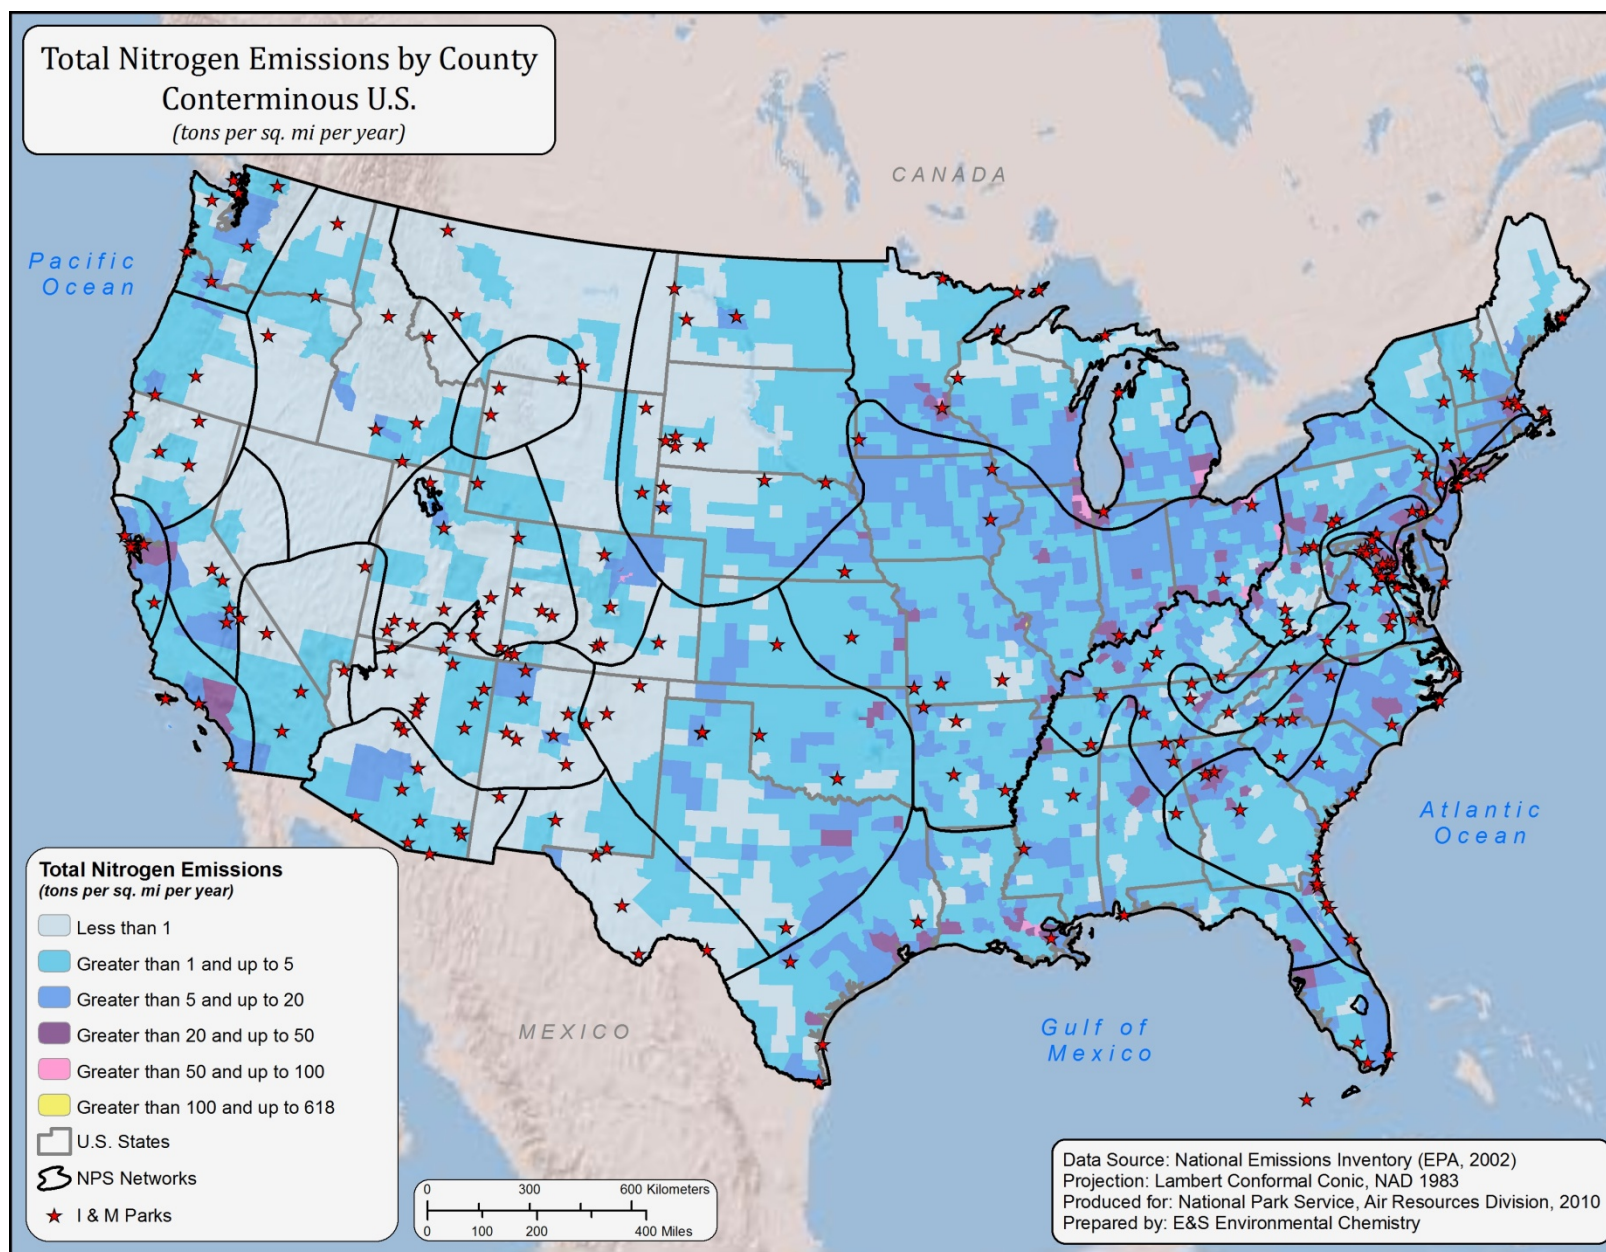 Total Nitrogen Emissions by County
Conterminous U.S.
(tons per sq. mi per year)
CANADA
Pacific
Ocean
Atlantic
Ocean
Gulf of
Mexico
MEXICO
Total Nitrogen Emissions
(tons per sq. mi per year)
Less than 1
Greater than 1 and up to 5
Greater than 5 and up to 20
Greater than 20 and up to 50
Greater than 50 and up to 100
Greater than 100 and up to 618
U.S. States
NPS Networks
I & M Parks
0 300 600 Kilometers
0 100 200 400 Miles
Data Source: National Emissions Inventory (EPA, 2002)
Projection: Lambert Conformal Conic, NAD 1983
Produced for: National Park Service, Air Resources Division, 2010
Prepared by: E&S Environmental Chemistry